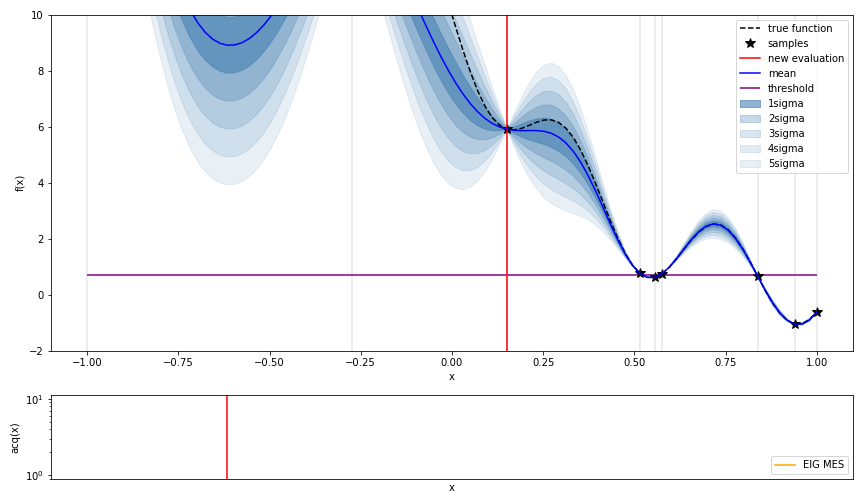 10
8
6
4
2
0
−2
f(x)
true function
samples
new evaluation
mean
threshold
1sigma
2sigma
3sigma
4sigma
5sigma
−1.00
−0.75
−0.50
−0.25
0.00
0.25
0.50
0.75
1.00
x
10¹
10⁰
acq(x)
EIG MES
x